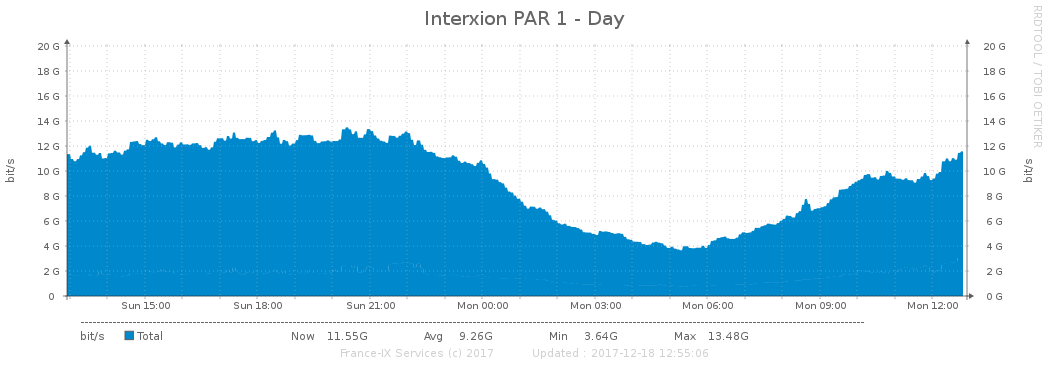 Interxion PAR 1 - Day
RRDTOOL / TOBI OETIKER
20 G 20 G
18 G 18 G
16 G 16 G
14 G 14 G
12 G 12 G
10 G 10 G
8 G 8 G
6 G 6 G
4 G 4 G
2 G 2 G
0 0 G
bit/s
bit/s
Sun 15:00 Sun 18:00 Sun 21:00 Mon 00:00 Mon 03:00 Mon 06:00 Mon 09:00 Mon 12:00
bit/s Total Now 11.55G Avg 9.26G Min 3.64G Max 13.48G
France-IX Services (c) 2017 Updated : 2017-12-18 12:55:06